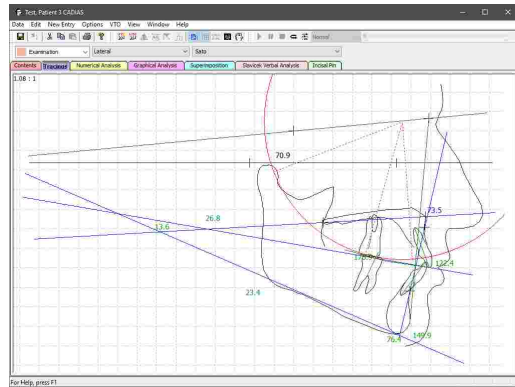 Test, Patient 3 CADIAS
Data Edit New Entry Options VTO View Window Help
Normal
Examination Lateral Sato
Contents Tracings Numerical Analysis Graphical Analysis Superimposition Slavicek Verbal Analysis Incisal Pin
1.08 : 1
70.9
73.5
26.8
13.6
122.4
23.4
76.4 149.9
For Help, press F1